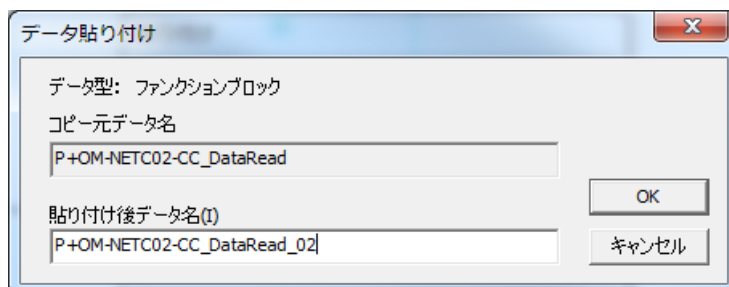 データ貼り付け
データ型: ファンクションブロック
コピー元データ名
P+OM-NETC02-CC_DataRead
OK
貼り付け後データ名(I)
P+OM-NETC02-CC_DataRead_02
キャンセル